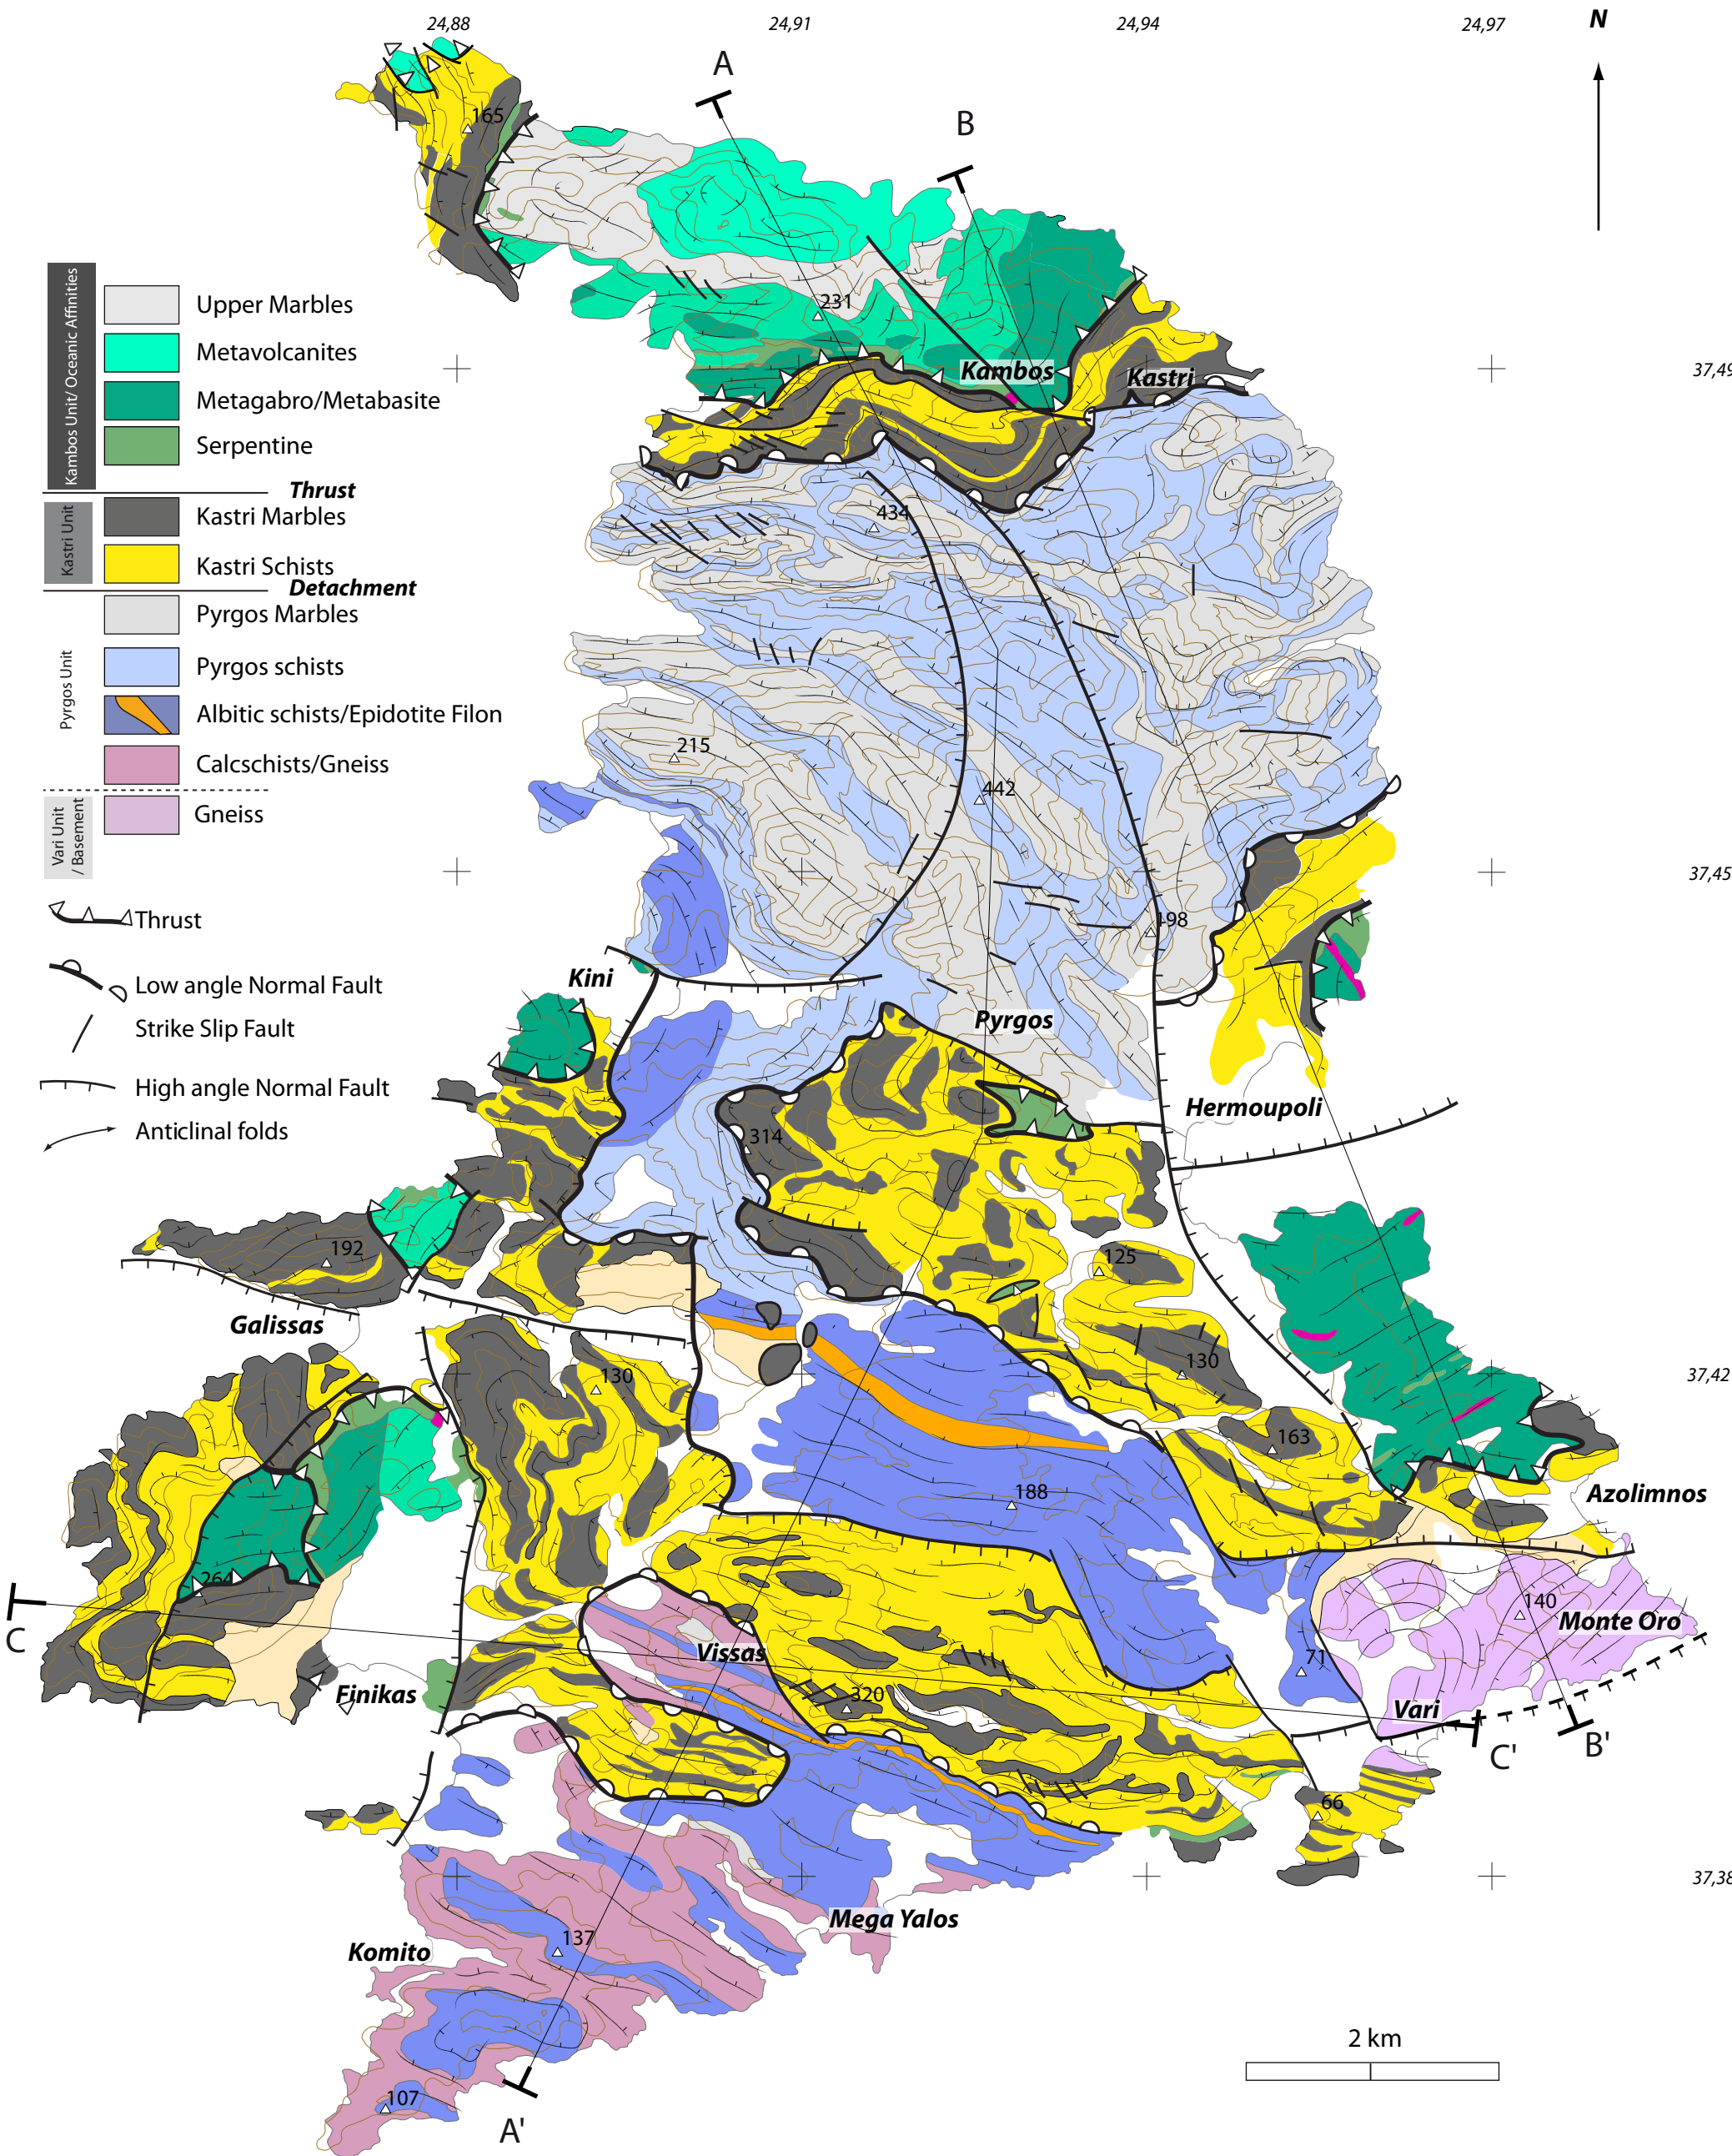 24,88
24,91
24,94
24,97
N
A
B
165
231
Kambos
Kastri
37,49
Kambos Unit/ Oceanic Affinities
Upper Marbles
Metavolcanites
Metagabro/Metabasite
Serpentine
Thrust
Kastri Unit
Kastri Marbles
Kastri Schists
Detachment
Pyrgos Unit
Pyrgos Marbles
Pyrgos schists
Albitic schists/Epidotite Filon
Calcschists/Gneiss
Vari Unit
/ Basement
Gneiss
Thrust
Low angle Normal Fault
Strike Slip Fault
High angle Normal Fault
Anticlinal folds
434
215
442
37,45
198
Kini
Pyrgos
Hermoupoli
314
192
125
Galissas
130
130
37,42
163
188
Azolimnos
264
C
140
Monte Oro
Vissas
71
320
Finikas
Vari
C'
B'
66
37,38
Mega Yalos
137
Komito
2 km
107
A'